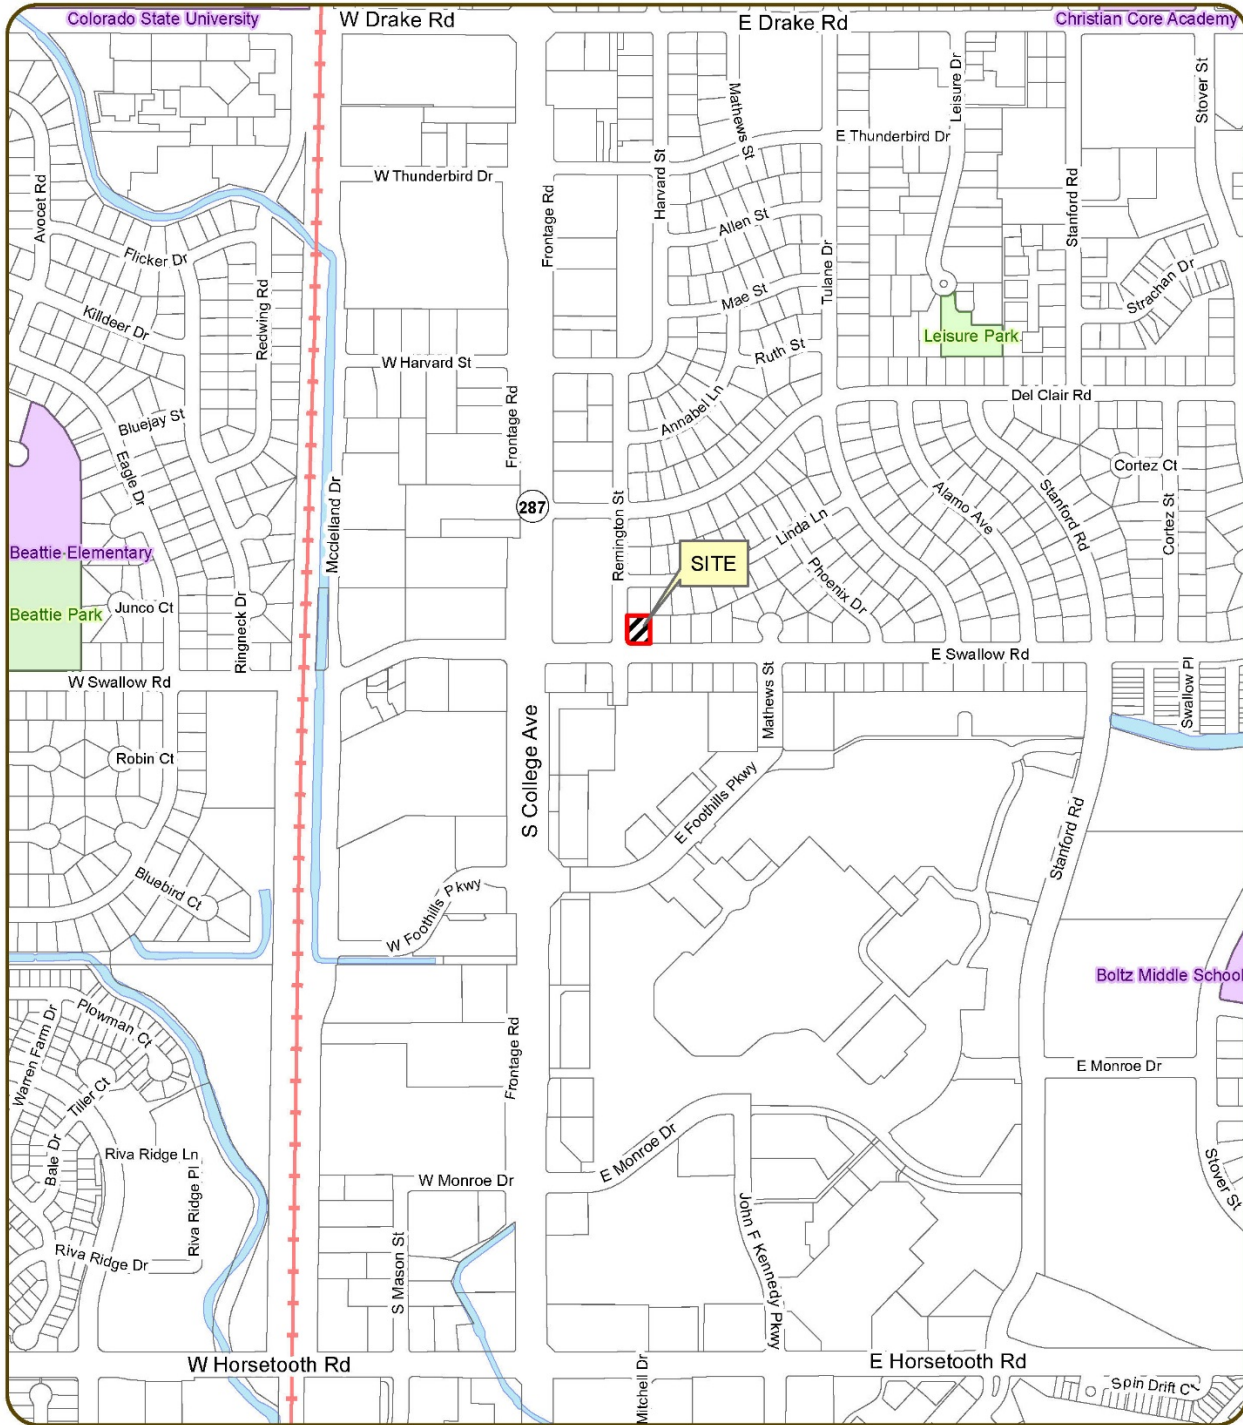 Colorado State University
W Drake Rd
E Drake Rd
Christian Core Academy
Leisure Dr
Stover St
Mathews St
E Thunderbird Dr
W Thunderbird Dr
Harvard St
Avocet Rd
Frontage Rd
Stanford Rd
Allen St
Flicker Dr
Tulane Dr
Strachan Dr
Mae St
Killdeer Dr
Redwing Rd
Leisure Park
Ruth St
W Harvard St
Del Clair Rd
Annabel Ln
Bluejay St
Frontage Rd
Eagle Dr
Cortez Ct
287
Alamo Ave
Stanford Rd
Cortez St
Mcclelland Dr
Remington St
Linda Ln
Beattie Elementary
SITE
Phoenix Dr
Junco Ct
Beattie Park
Ringneck Dr
E Swallow Rd
W Swallow Rd
Mathews St
Swallow Pl
S College Ave
Robin Ct
E Foothills Pkwy
Stanford Rd
Bluebird Ct
W Foothills Pkwy
Boltz Middle School
Plowman Ct
Warren Farm Dr
Frontage Rd
E Monroe Dr
Tiller Ct
Bale Dr
Riva Ridge Ln
E Monroe Dr
W Monroe Dr
Stover St
Riva Ridge Pl
John F Kennedy Pkwy
Riva Ridge Dr
S Mason St
W Horsetooth Rd
E Horsetooth Rd
Mitchell Dr
Spin Drift C